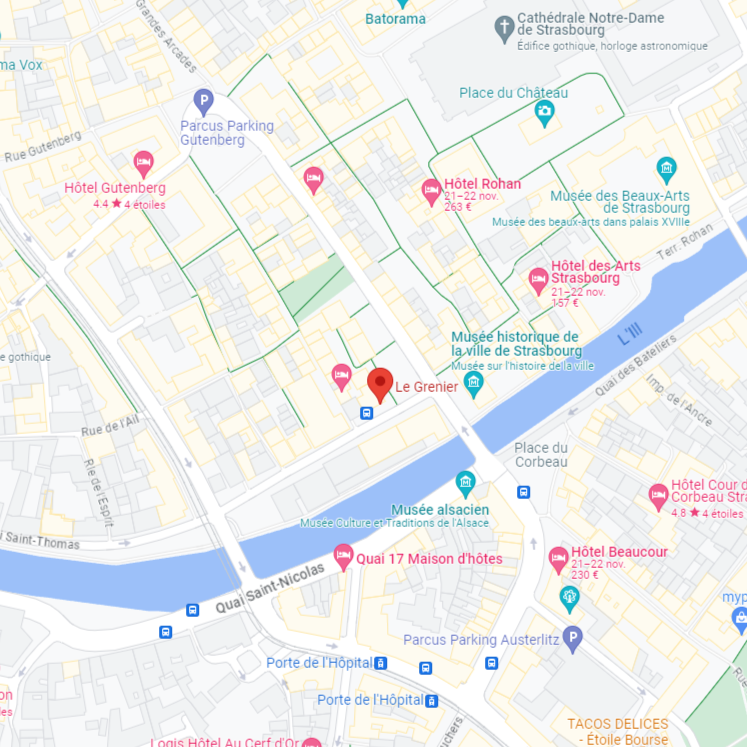 Grandes Arcades
Batorama
Cathédrale Notre-Dame
de Strasbourg
Édifice gothique, horloge astronomique
ma Vox
Place du Château
Parcus Parking
Gutenberg
Rue Gutenberg
Hôtel Gutenberg
4.4 ★ 4 étoiles
Hôtel Rohan
21–22 nov.
263 €
Musée des Beaux-Arts
de Strasbourg
Musée des beaux-arts dans palais XVIIIe
Terr. Rohan
Hôtel des Arts
Strasbourg
21–22 nov.
157 €
L'Ill
Musée historique de
la ville de Strasbourg
Musée sur l'histoire de la ville
e gothique
Le Grenier
Quai des Bateliers
Imp. de l'Ancre
Rue de l'Ail
Rle de l'Esprit
Place du
Corbeau
Musée alsacien
Musée Culture et Traditions de l'Alsace
Hôtel Cour d
Corbeau Stra
4.8 ★ 4 étoiles
i Saint-Thomas
Quai 17 Maison d'hôtes
Hôtel Beaucour
21–22 nov.
230 €
Quai Saint-Nicolas
myp
Parcus Parking Austerlitz
Porte de l'Hôpital
Porte de l'Hôpital
Rue
on
les
uchers
TACOS DELICES
- Étoile Bourse
Logis Hôtel Au Cerf d'Or